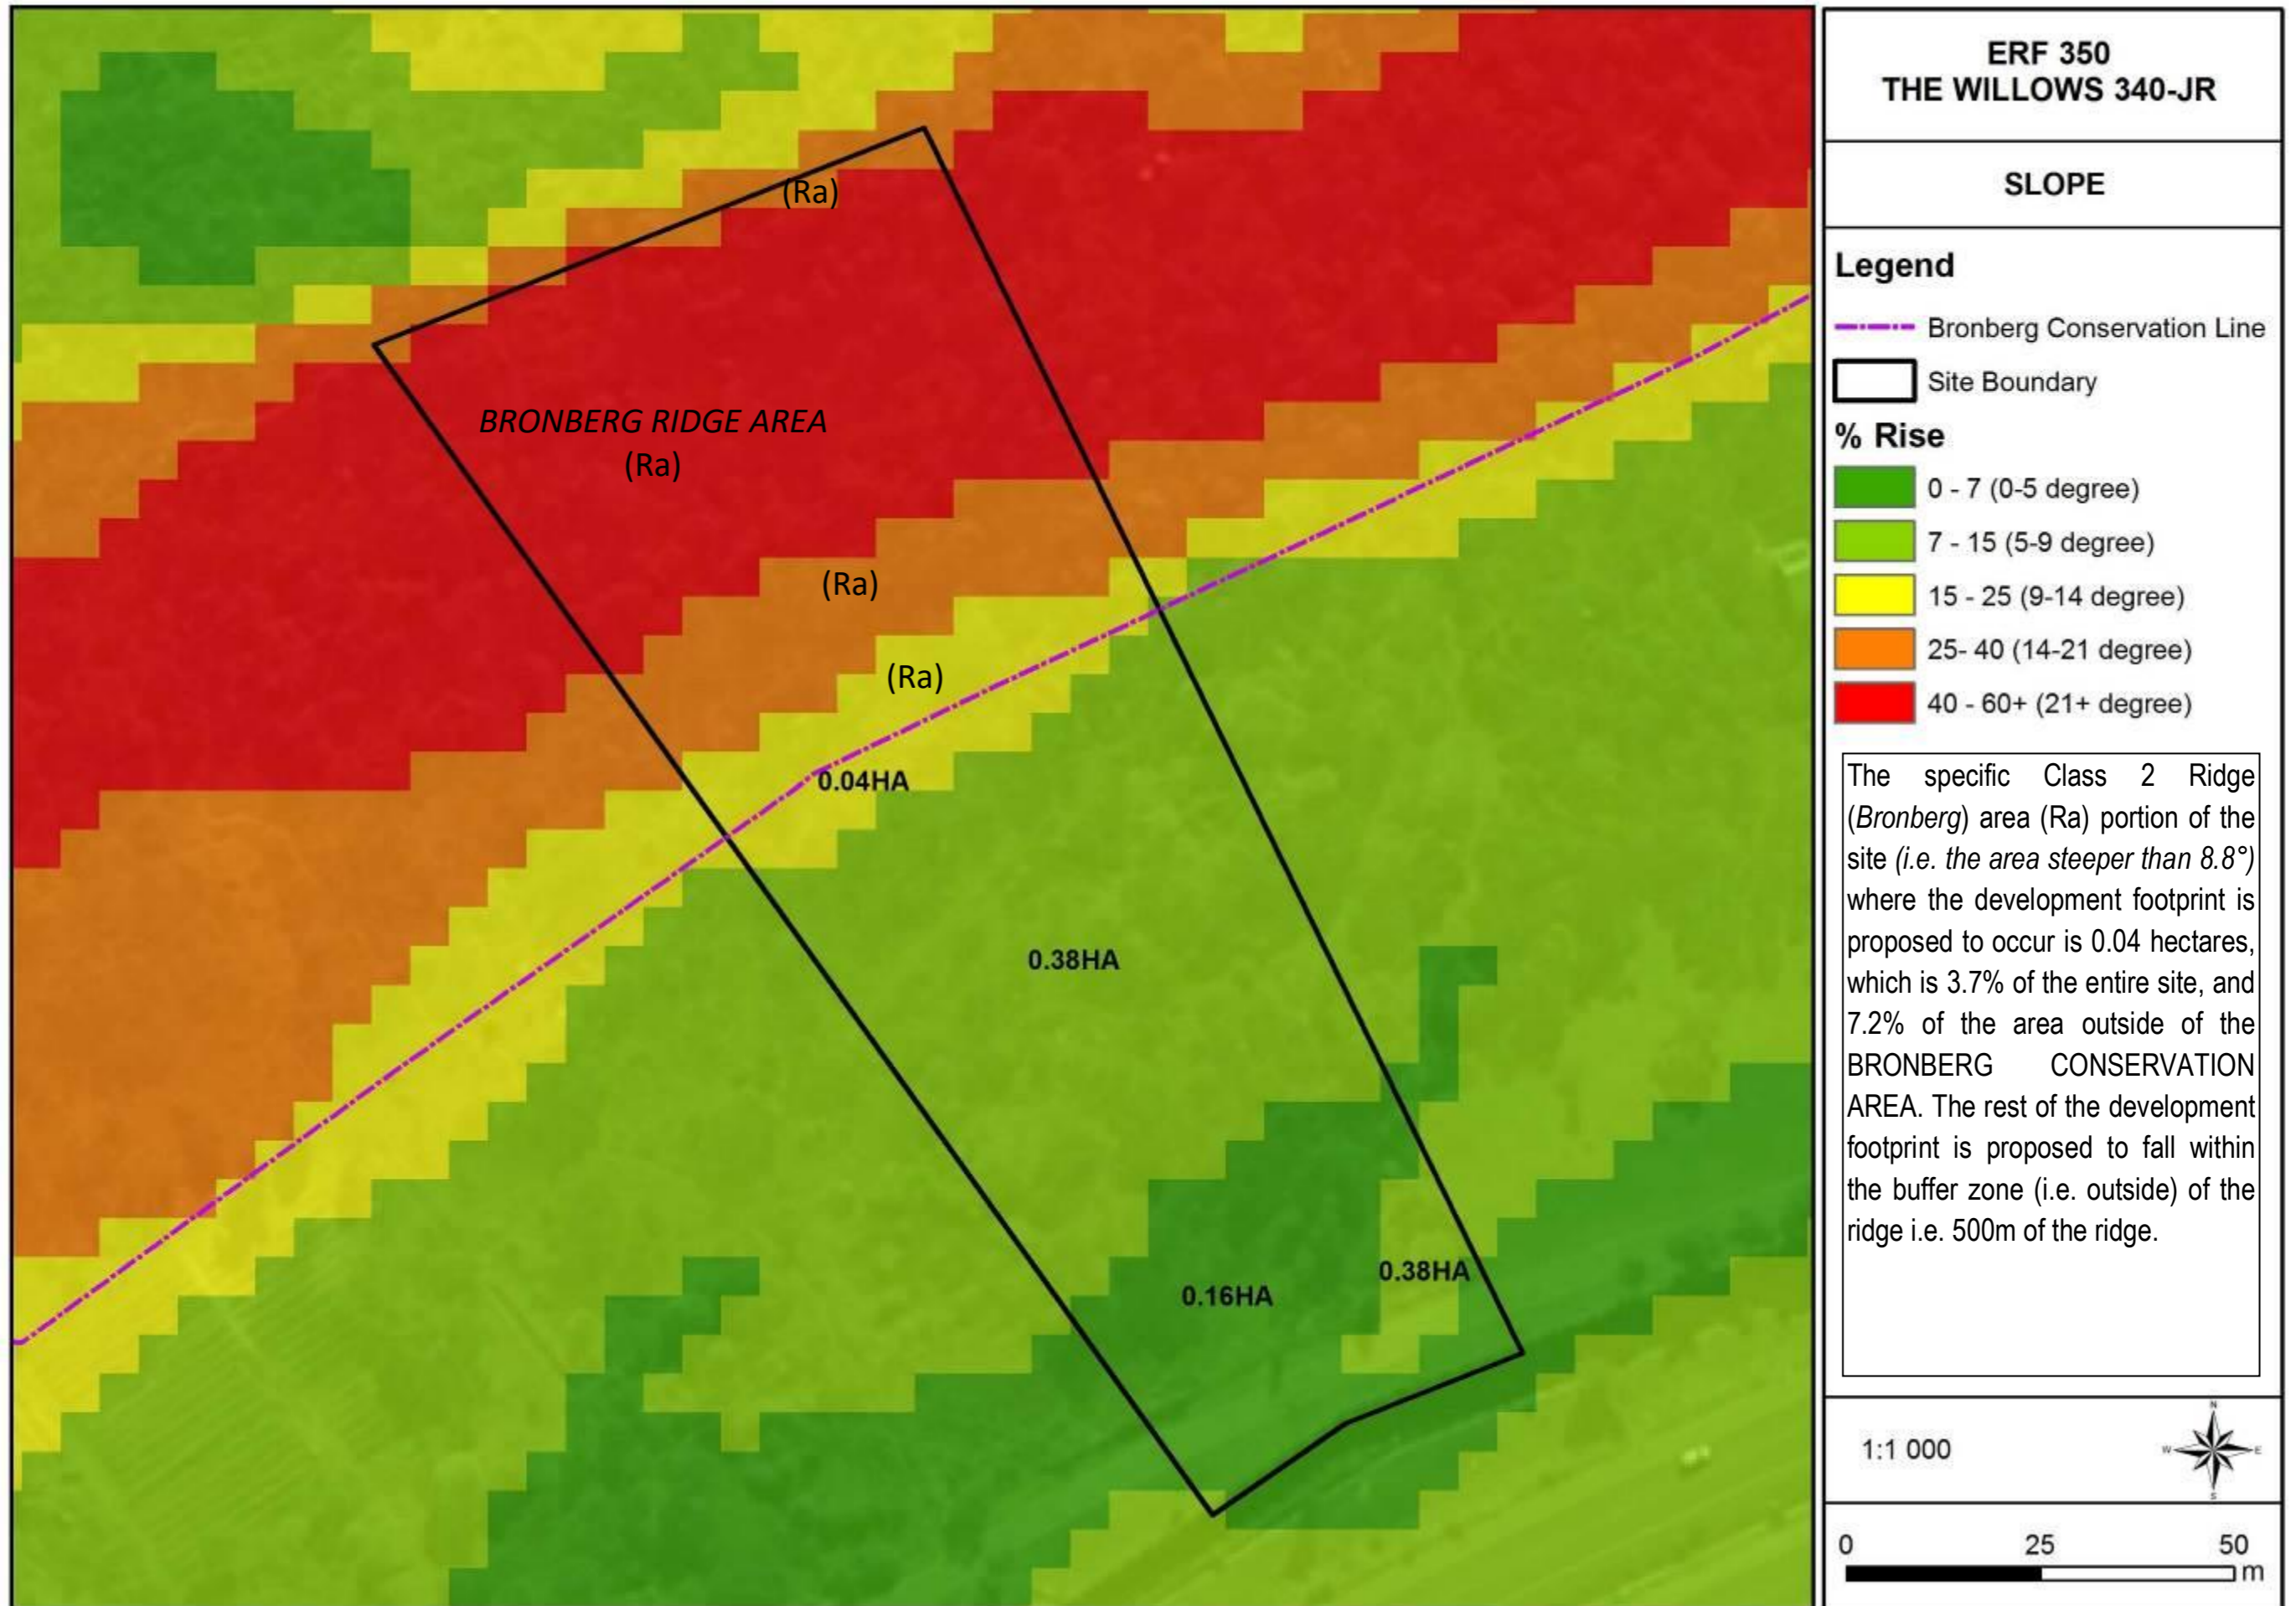 (Ra)
BRONBERG RIDGE AREA
(Ra)
(Ra)
(Ra)
0.04HA
0.38HA
0.38HA
0.16HA
ERF 350
THE WILLOWS 340-JR
SLOPE
Legend
Bronberg Conservation Line
Site Boundary
% Rise
0 - 7 (0-5 degree)
7 - 15 (5-9 degree)
15 - 25 (9-14 degree)
25- 40 (14-21 degree)
40 - 60+ (21+ degree)
The specific Class 2 Ridge
(Bronberg) area (Ra) portion of the
site (i.e. the area steeper than 8.8°)
where the development footprint is
proposed to occur is 0.04 hectares,
which is 3.7% of the entire site, and
7.2% of the area outside of the
BRONBERG CONSERVATION
AREA. The rest of the development
footprint is proposed to fall within
the buffer zone (i.e. outside) of the
ridge i.e. 500m of the ridge.
1:1 000
N
W E
S
0 25 50
m